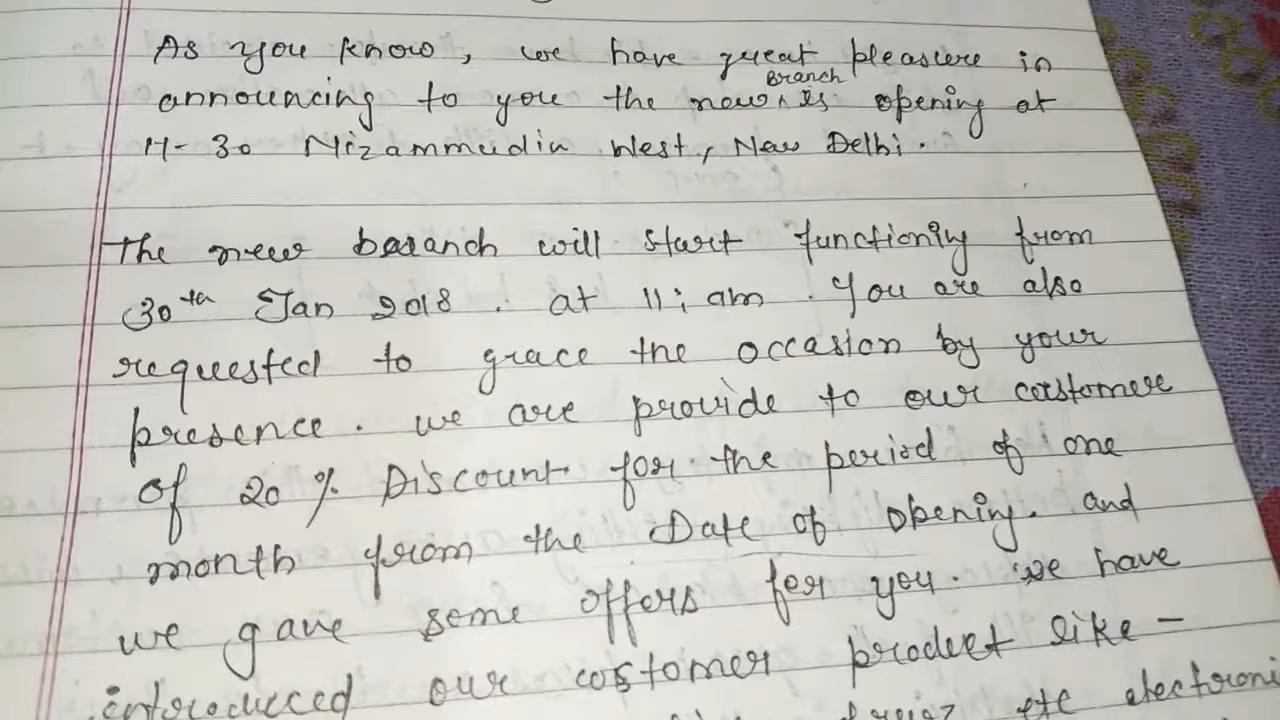 As you know, we have great pleasure in
Branch
announcing to you the new ^ is opening at
H-30 Nizammudin West, New Delhi.
The new branch will start functioning from
30th Jan 2018. at 11: am. You are also
requested to grace the occasion by your
presence. we are provide to our costomer
of 20 % Discount for the period of one
month from the Date of opening. and
we gave some offers for you. we have
introduced our costomer product like -
etc electroni